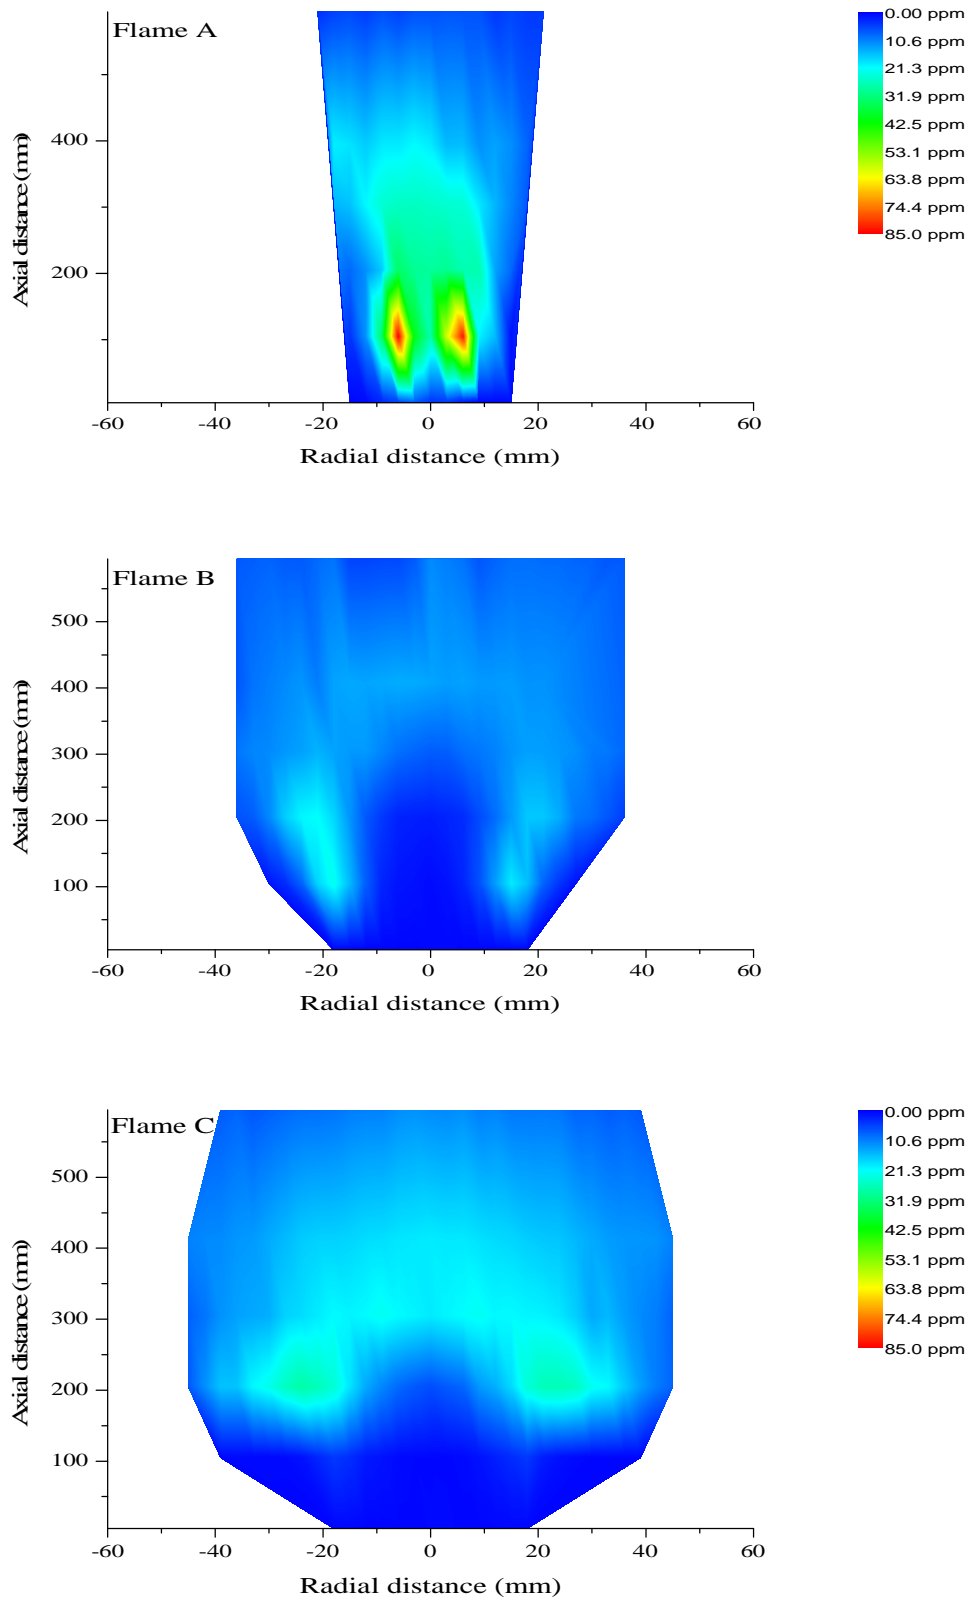 Flame A
0.00 ppm
10.6 ppm
21.3 ppm
31.9 ppm
42.5 ppm
53.1 ppm
63.8 ppm
74.4 ppm
85.0 ppm
Axial distance (mm)
400
200
-60 -40 -20 0 20 40 60
Radial distance (mm)
Flame B
Axial distance (mm)
500
400
300
200
100
-60 -40 -20 0 20 40 60
Radial distance (mm)
Flame C
0.00 ppm
10.6 ppm
21.3 ppm
31.9 ppm
42.5 ppm
53.1 ppm
63.8 ppm
74.4 ppm
85.0 ppm
Axial distance (mm)
500
400
300
200
100
-60 -40 -20 0 20 40 60
Radial distance (mm)